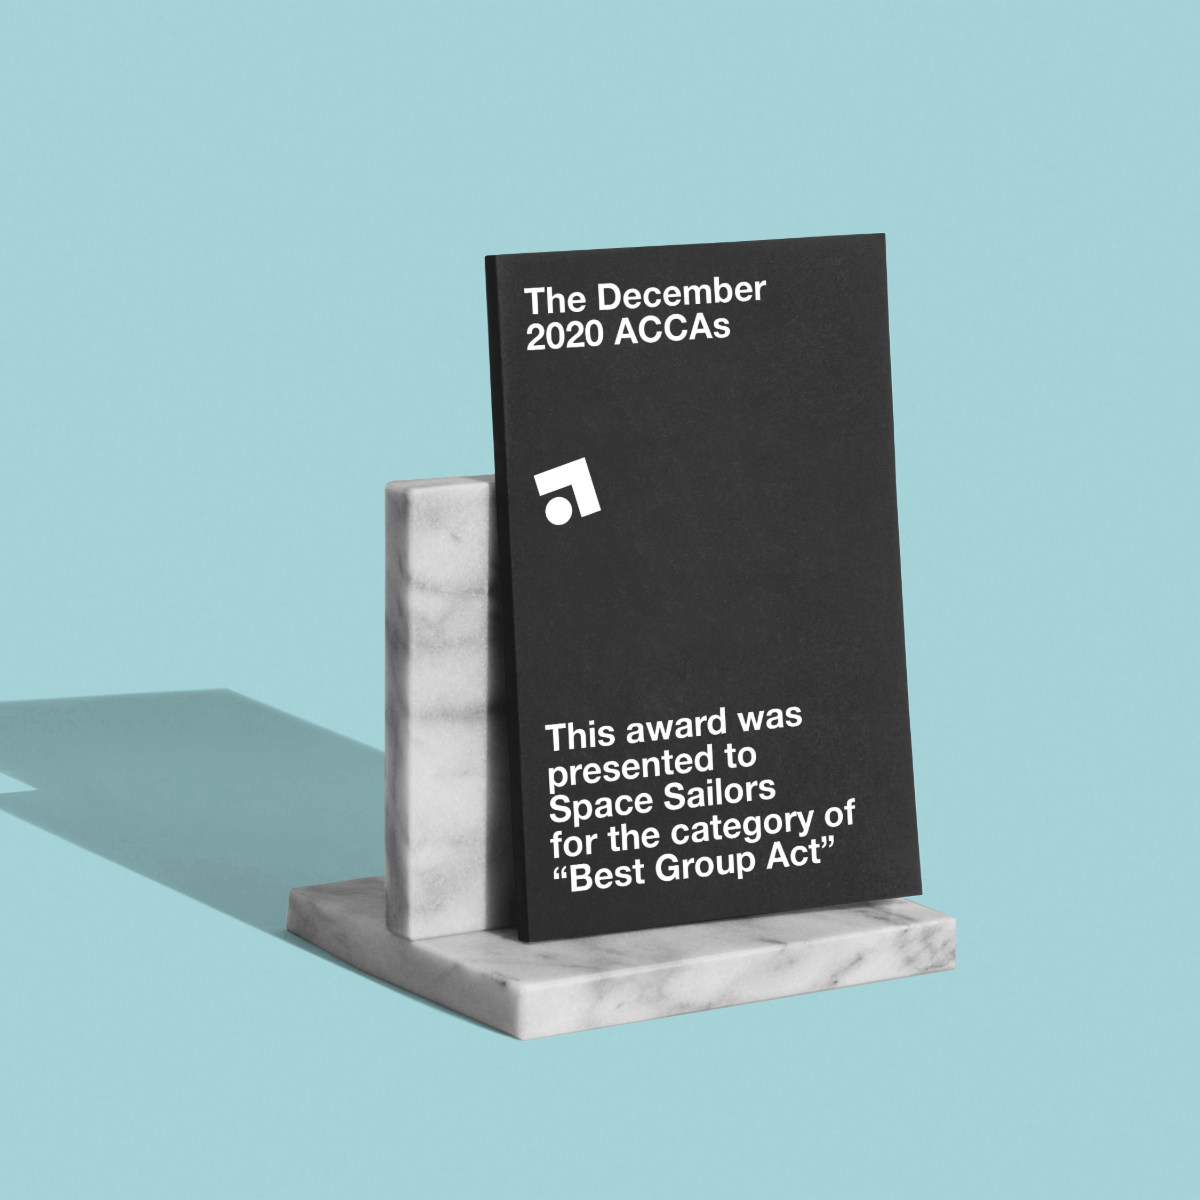 The December
2020 ACCAs
This award was
presented to
Space Sailors
for the category of
“Best Group Act”